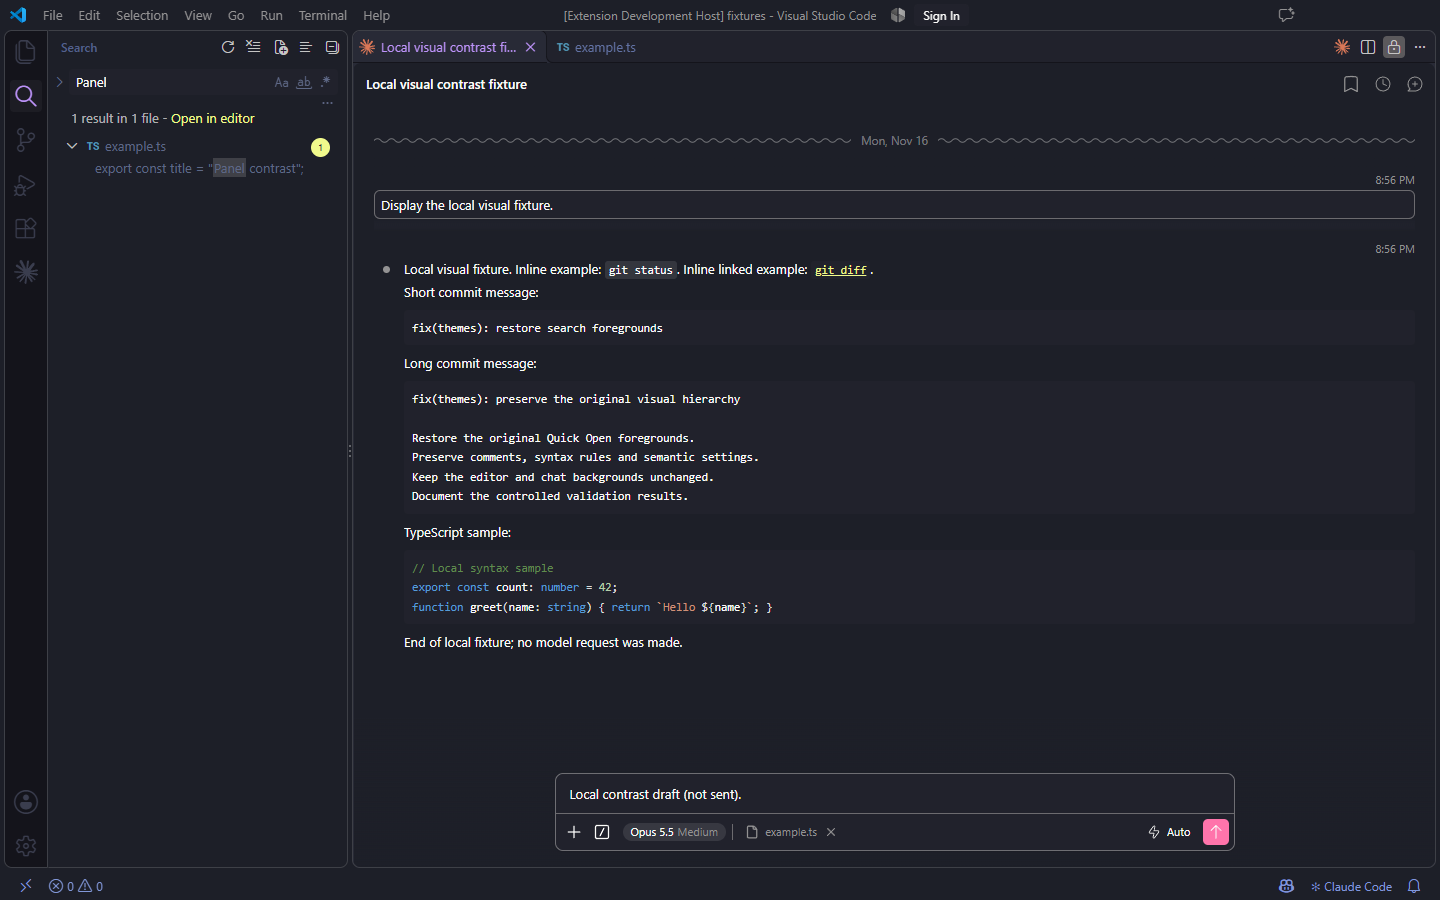 File Edit Selection View Go Run Terminal Help
[Extension Development Host] fixtures - Visual Studio Code
Sign In
Search
Panel
Aa ab .*
1 result in 1 file - Open in editor
TS example.ts 1
export const title = "Panel contrast";
Local visual contrast fi...
TS example.ts
Local visual contrast fixture
Mon, Nov 16
8:56 PM
Display the local visual fixture.
8:56 PM
Local visual fixture. Inline example: git status. Inline linked example: git diff.
Short commit message:
fix(themes): restore search foregrounds
Long commit message:
fix(themes): preserve the original visual hierarchy
Restore the original Quick Open foregrounds.
Preserve comments, syntax rules and semantic settings.
Keep the editor and chat backgrounds unchanged.
Document the controlled validation results.
TypeScript sample:
// Local syntax sample
export const count: number = 42;
function greet(name: string) { return `Hello ${name}`; }
End of local fixture; no model request was made.
Local contrast draft (not sent).
Opus 5.5 Medium
example.ts
Auto
0 0
Claude Code